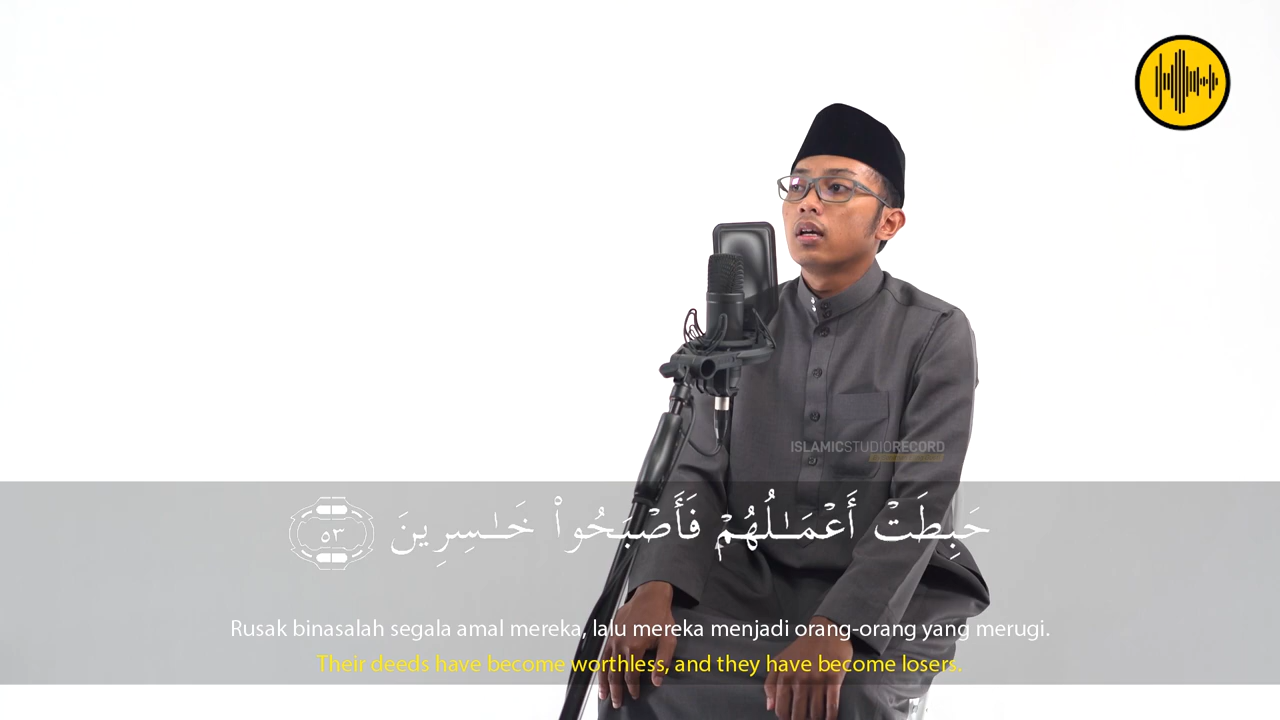 ISLAMICSTUDIORECORD
حَبِطَتْ أَعْمَـٰلُهُمْ فَأَصْبَحُوا۟ خَـٰسِرِينَ ٥٣
Rusak binasalah segala amal mereka, lalu mereka menjadi orang-orang yang merugi.
Their deeds have become worthless, and they have become losers.